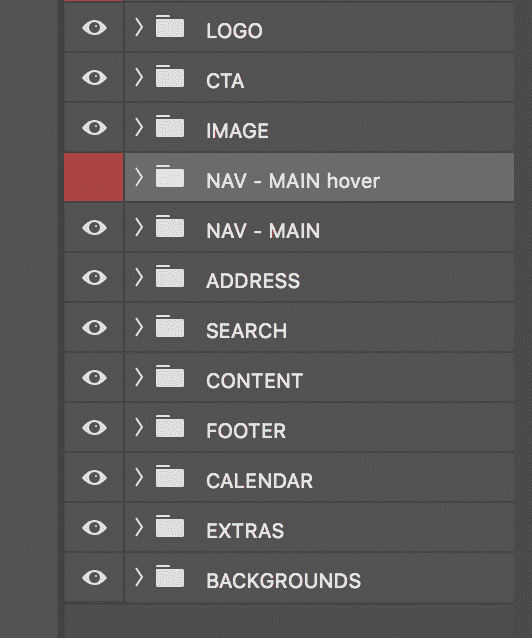 LOGO
CTA
IMAGE
NAV - MAIN hover
NAV - MAIN
ADDRESS
SEARCH
CONTENT
FOOTER
CALENDAR
EXTRAS
BACKGROUNDS